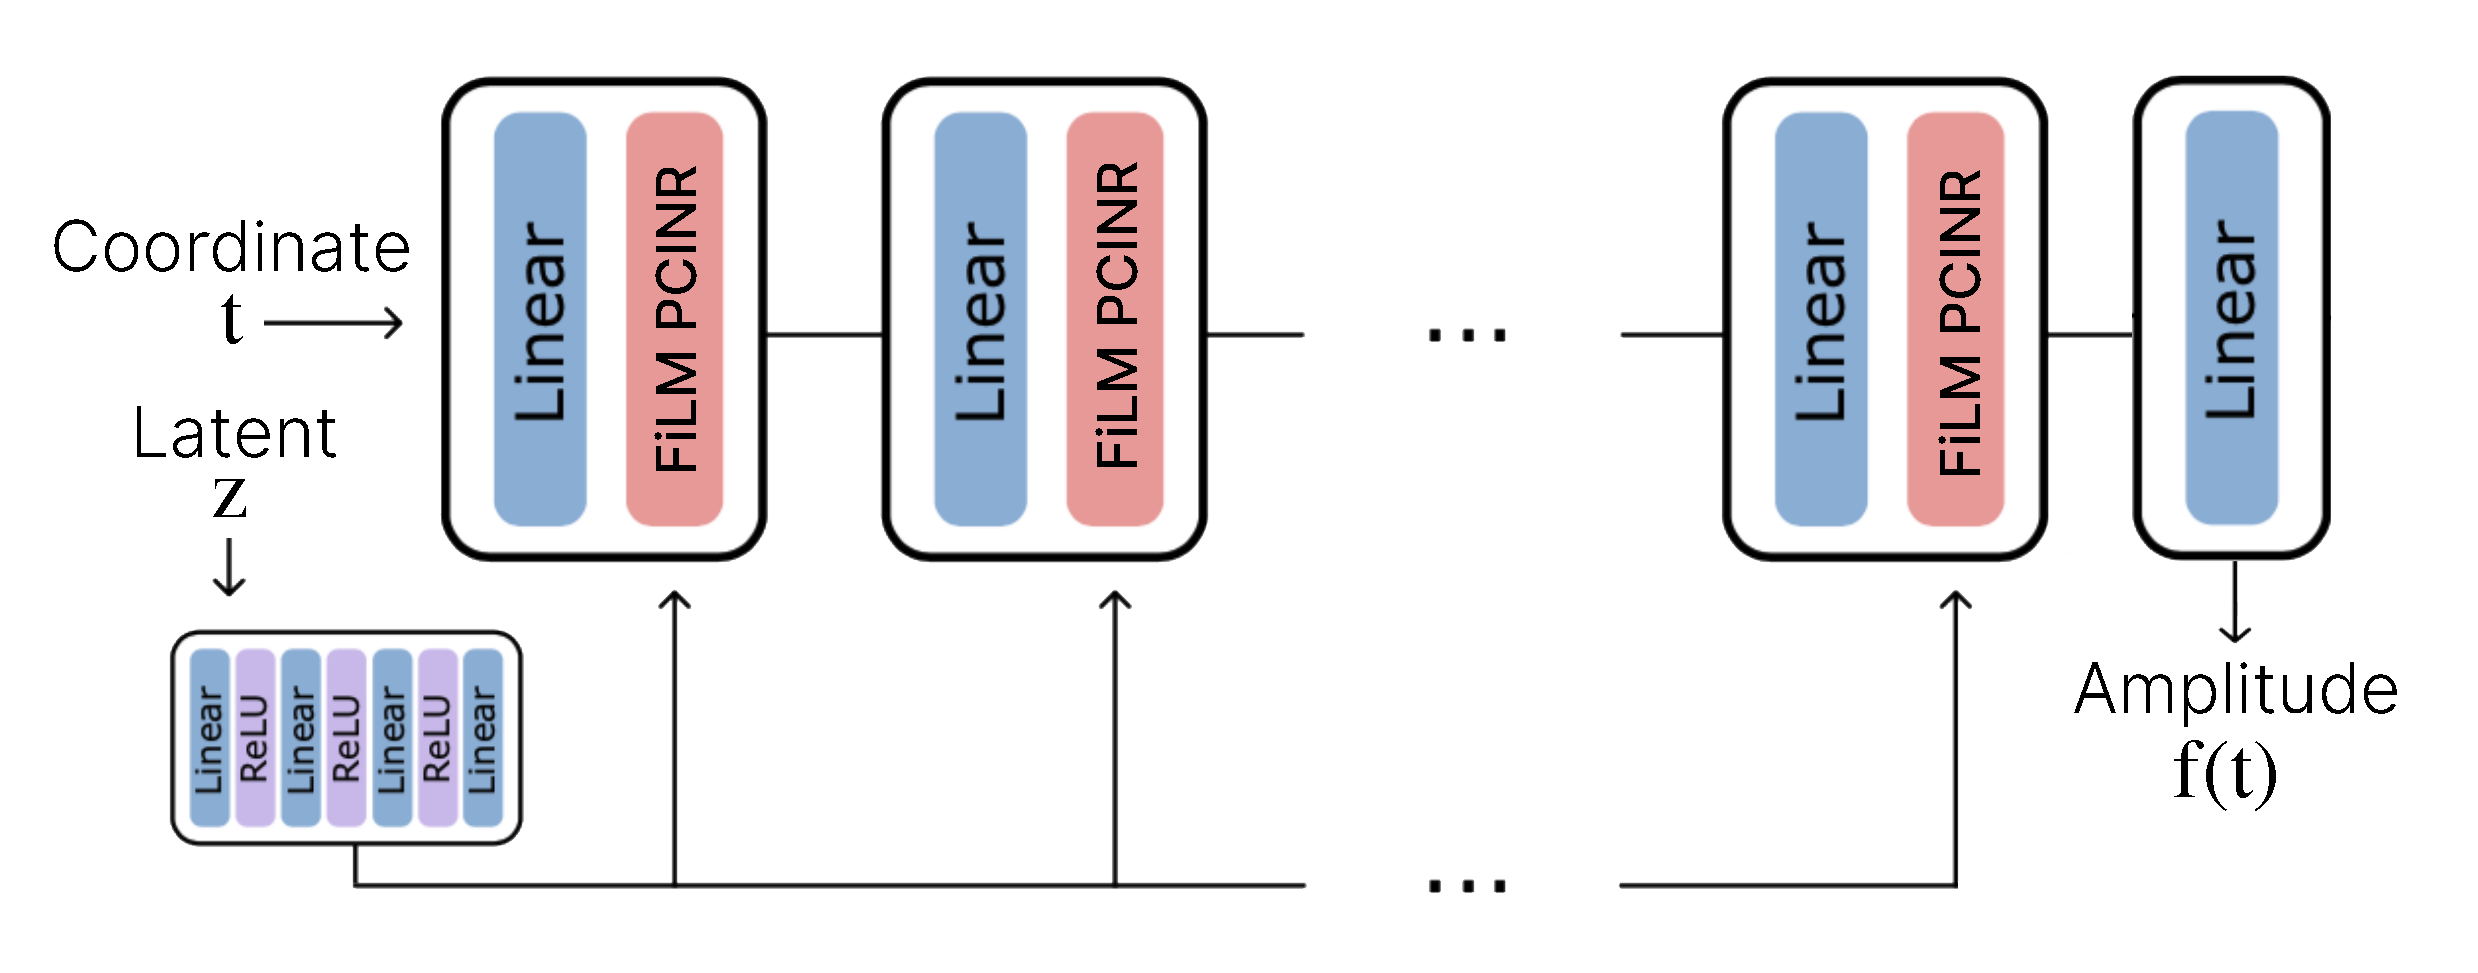 Coordinate
t
Latent
z
Linear
FiLM PCINR
Linear
FiLM PCINR
...
Linear
FiLM PCINR
Linear
Linear
ReLU
Linear
ReLU
Linear
ReLU
Linear
...
Amplitude
f(t)